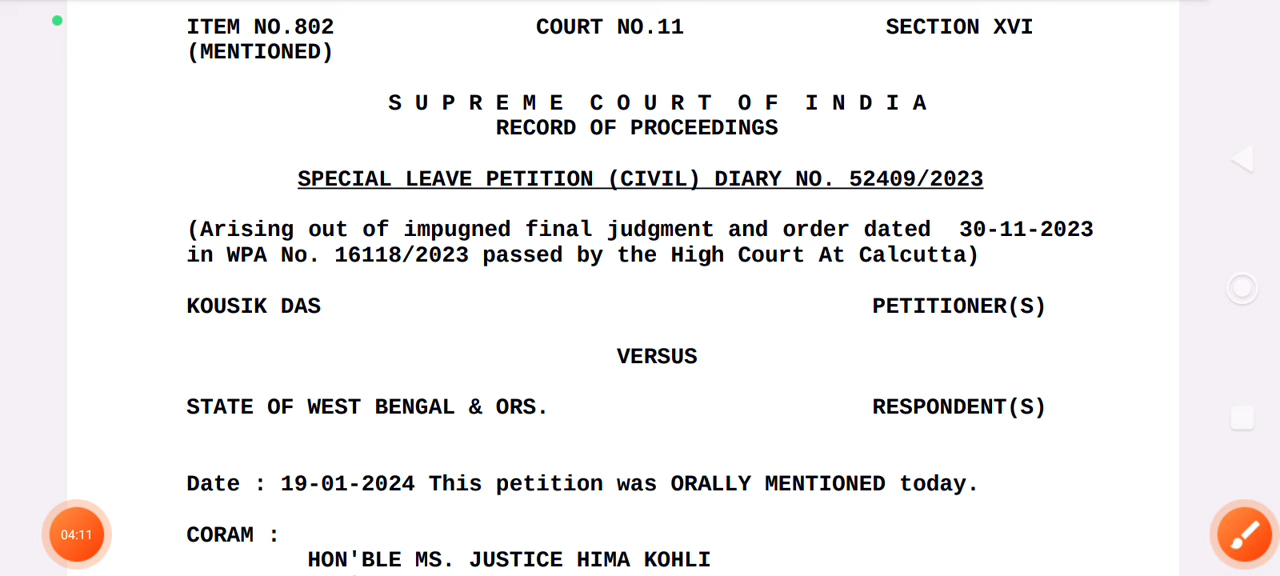 ITEM NO.802 COURT NO.11 SECTION XVI
(MENTIONED)
S U P R E M E C O U R T O F I N D I A
RECORD OF PROCEEDINGS
SPECIAL LEAVE PETITION (CIVIL) DIARY NO. 52409/2023
(Arising out of impugned final judgment and order dated 30-11-2023
in WPA No. 16118/2023 passed by the High Court At Calcutta)
KOUSIK DAS PETITIONER(S)
VERSUS
STATE OF WEST BENGAL & ORS. RESPONDENT(S)
Date : 19-01-2024 This petition was ORALLY MENTIONED today.
CORAM :
HON'BLE MS. JUSTICE HIMA KOHLI
04:11